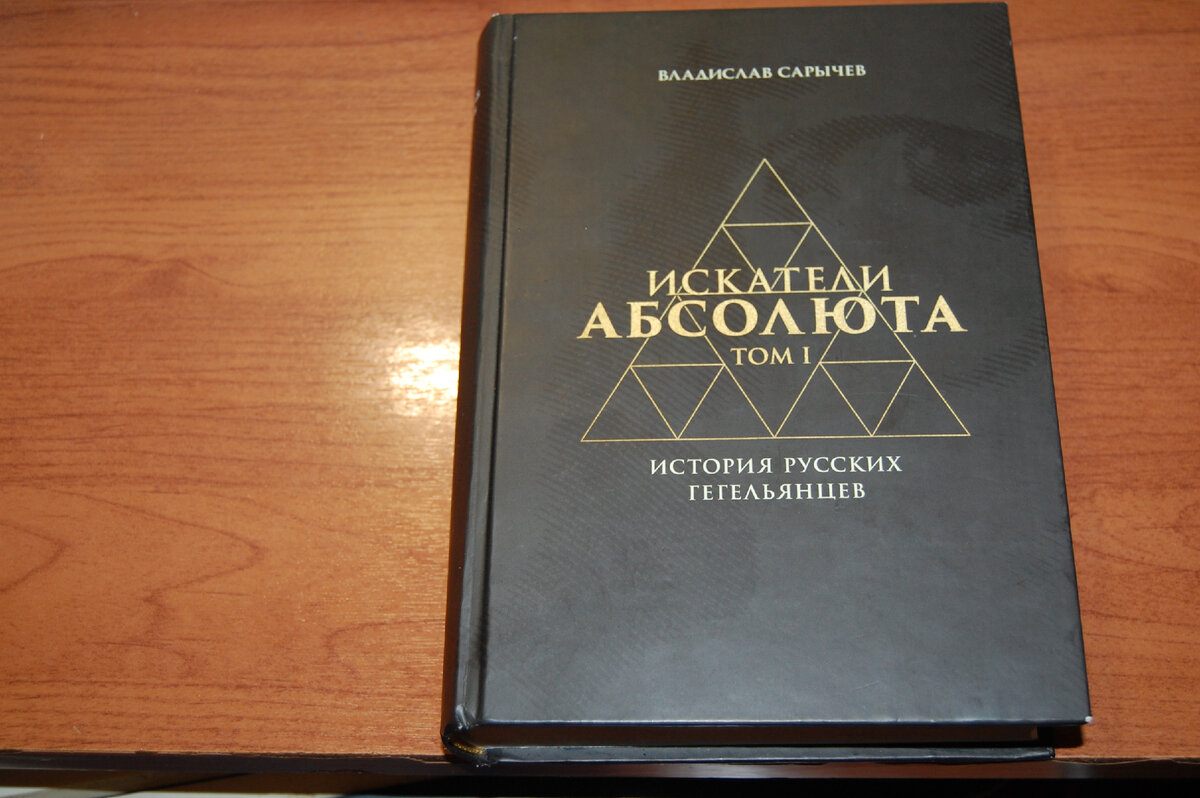 ВЛАДИСЛАВ САРЫЧЕВ
ИСКАТЕЛИ
АБСОЛЮТА
ТОМ I
ИСТОРИЯ РУССКИХ
ГЕГЕЛЬЯНЦЕВ